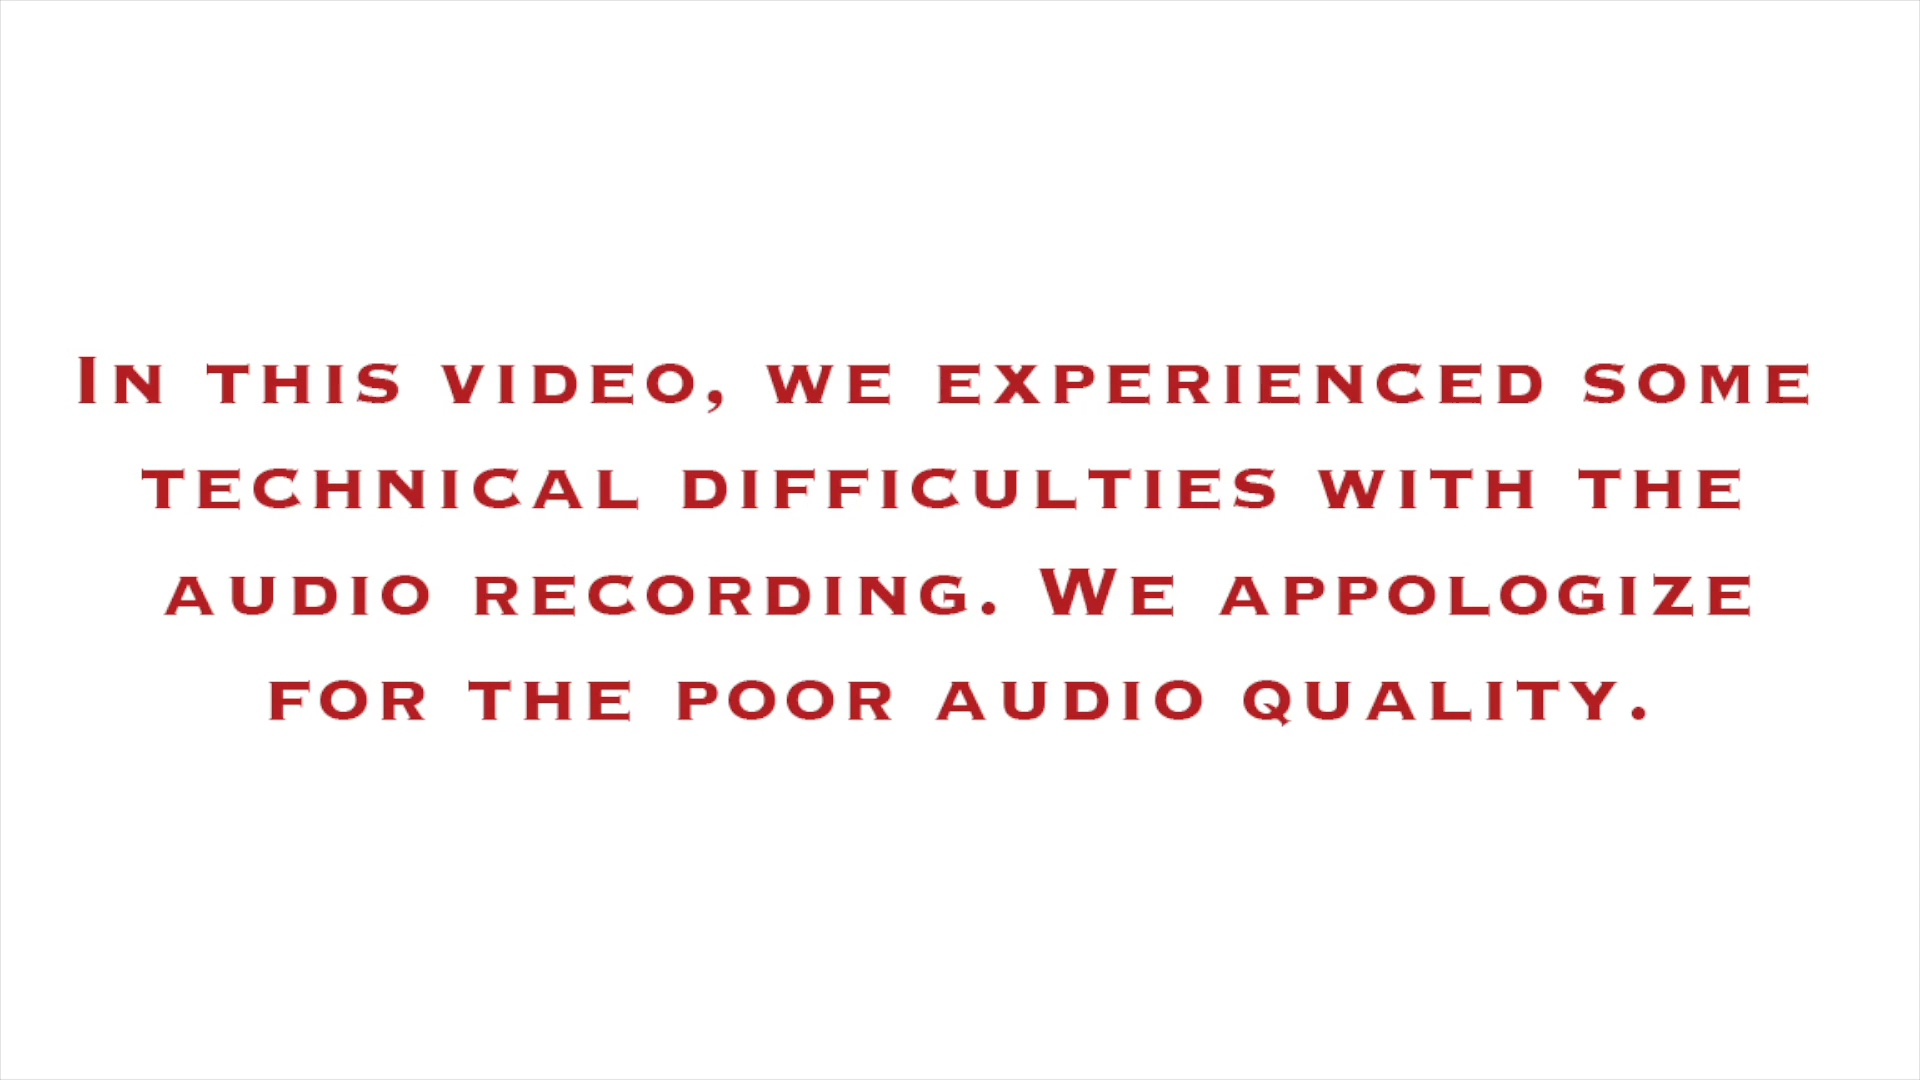 In this video, we experienced some
technical difficulties with the
audio recording. We appologize
for the poor audio quality.